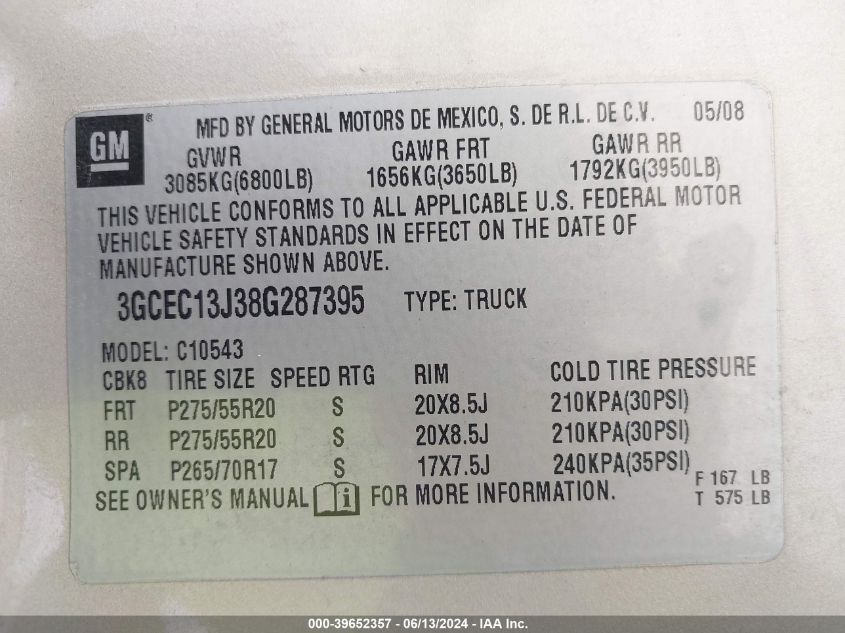 GM ® MFD BY GENERAL MOTORS DE MEXICO, S. DE R.L. DE C.V. 05/08
GVWR GAWR FRT GAWR RR
3085KG(6800LB) 1656KG(3650LB) 1792KG(3950LB)
THIS VEHICLE CONFORMS TO ALL APPLICABLE U.S. FEDERAL MOTOR
VEHICLE SAFETY STANDARDS IN EFFECT ON THE DATE OF
MANUFACTURE SHOWN ABOVE.
3GCEC13J38G287395 TYPE: TRUCK
MODEL: C10543
CBK8 TIRE SIZE SPEED RTG RIM COLD TIRE PRESSURE
FRT P275/55R20 S 20X8.5J 210KPA(30PSI)
RR P275/55R20 S 20X8.5J 210KPA(30PSI)
SPA P265/70R17 S 17X7.5J 240KPA(35PSI)
F 167 LB
SEE OWNER'S MANUAL i FOR MORE INFORMATION.
T 575 LB
000-39652357 - 06/13/2024 - IAA Inc.